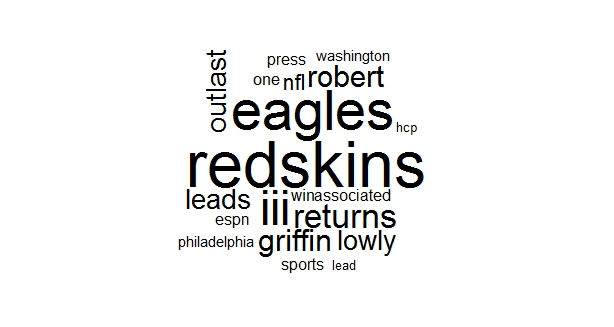 outlast
press washington
one nfl robert
eagles
hcp
redskins
leads iii winassociated
espn returns
philadelphia griffin lowly
sports lead